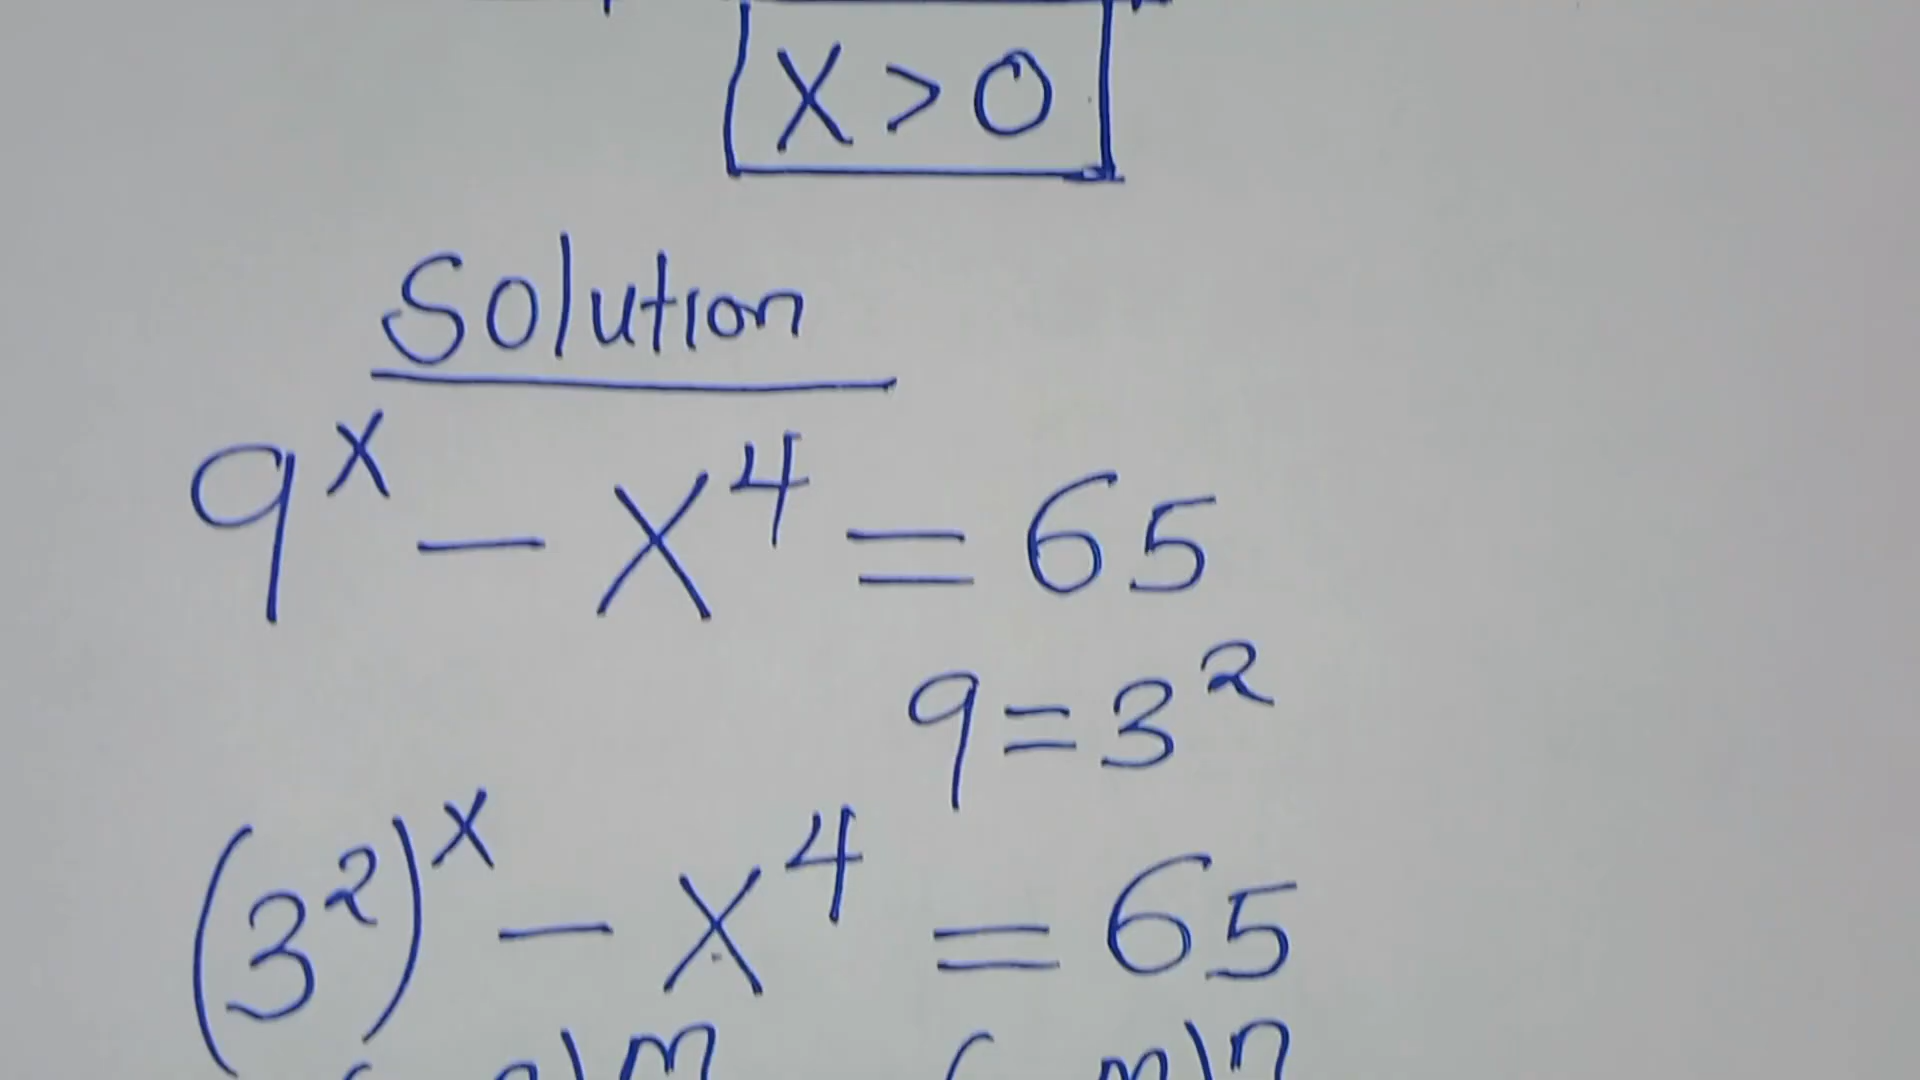 x > 0
Solution
9^x - x^4 = 65
9 = 3^2
(3^2)^x - x^4 = 65